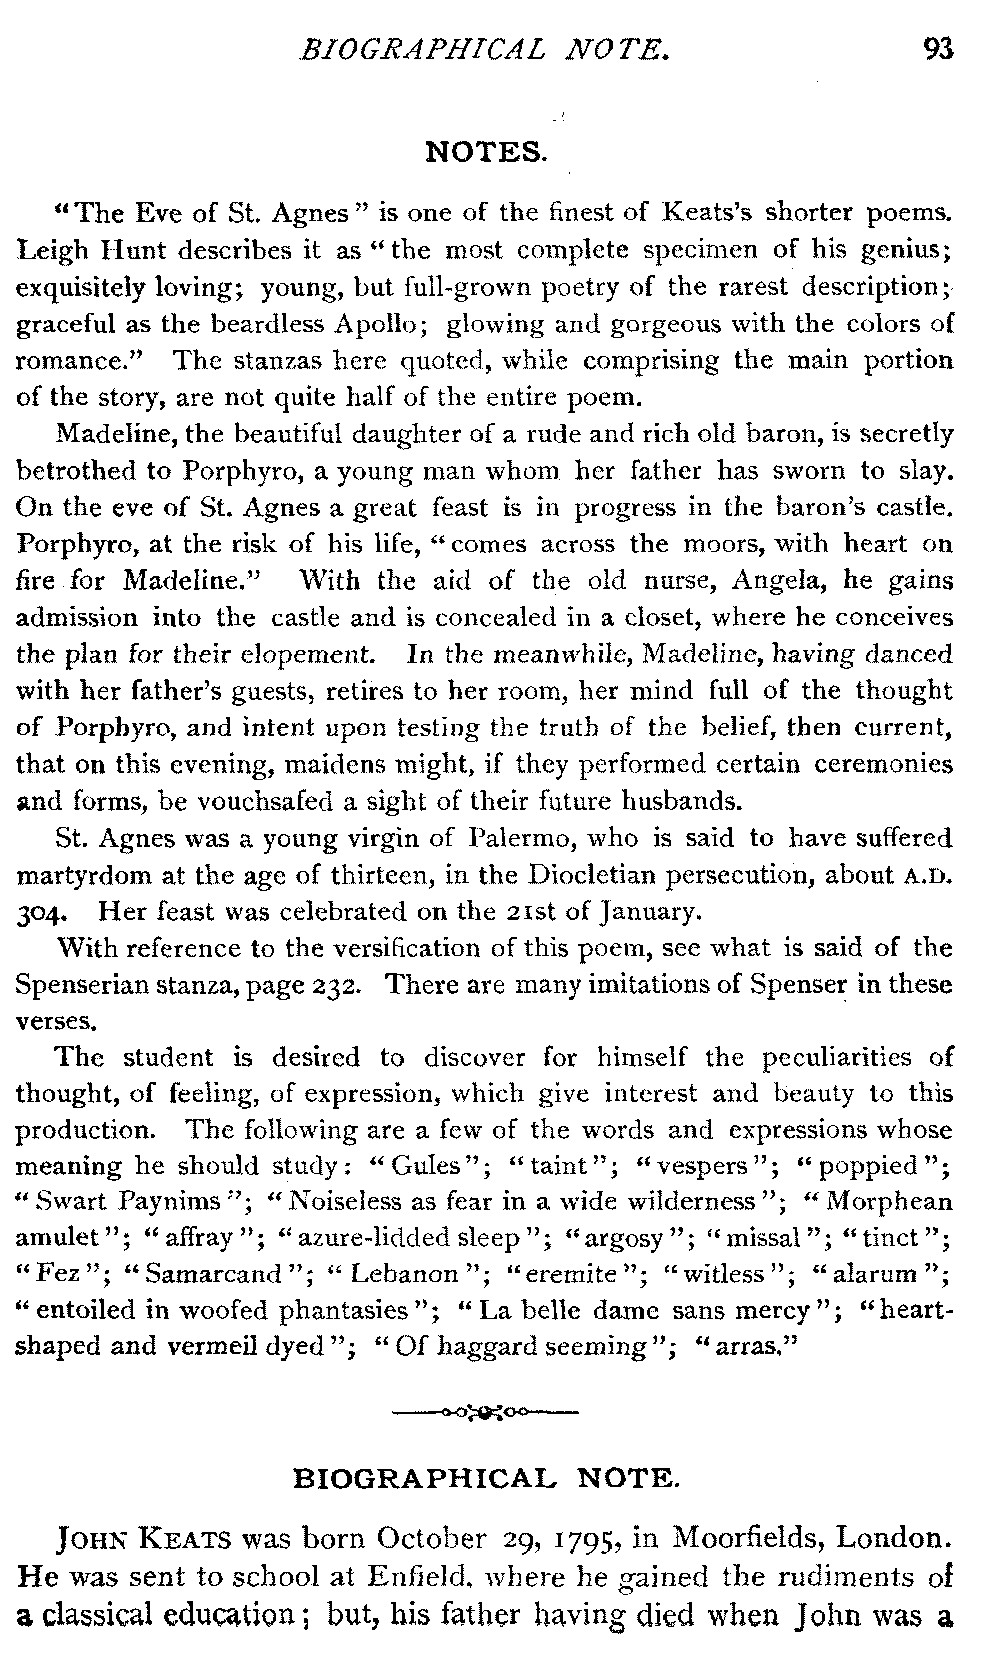 BIOGRAPHICAL NOTE. 93
NOTES.
"The Eve of St. Agnes" is one of the finest of Keats's shorter poems.
Leigh Hunt describes it as "the most complete specimen of his genius;
exquisitely loving; young, but full-grown poetry of the rarest description;
graceful as the beardless Apollo; glowing and gorgeous with the colors of
romance." The stanzas here quoted, while comprising the main portion
of the story, are not quite half of the entire poem.
Madeline, the beautiful daughter of a rude and rich old baron, is secretly
betrothed to Porphyro, a young man whom her father has sworn to slay.
On the eve of St. Agnes a great feast is in progress in the baron's castle.
Porphyro, at the risk of his life, "comes across the moors, with heart on
fire for Madeline." With the aid of the old nurse, Angela, he gains
admission into the castle and is concealed in a closet, where he conceives
the plan for their elopement. In the meanwhile, Madeline, having danced
with her father's guests, retires to her room, her mind full of the thought
of Porphyro, and intent upon testing the truth of the belief, then current,
that on this evening, maidens might, if they performed certain ceremonies
and forms, be vouchsafed a sight of their future husbands.
St. Agnes was a young virgin of Palermo, who is said to have suffered
martyrdom at the age of thirteen, in the Diocletian persecution, about A.D.
304. Her feast was celebrated on the 21st of January.
With reference to the versification of this poem, see what is said of the
Spenserian stanza, page 232. There are many imitations of Spenser in these
verses.
The student is desired to discover for himself the peculiarities of
thought, of feeling, of expression, which give interest and beauty to this
production. The following are a few of the words and expressions whose
meaning he should study: "Gules"; "taint"; "vespers"; "poppied";
"Swart Paynims"; "Noiseless as fear in a wide wilderness"; "Morphean
amulet"; "affray"; "azure-lidded sleep"; "argosy"; "missal"; "tinct";
"Fez"; "Samarcand"; "Lebanon"; "eremite"; "witless"; "alarum";
"entoiled in woofed phantasies"; "La belle dame sans mercy"; "heart-
shaped and vermeil dyed"; "Of haggard seeming"; "arras."
BIOGRAPHICAL NOTE.
JOHN KEATS was born October 29, 1795, in Moorfields, London.
He was sent to school at Enfield, where he gained the rudiments of
a classical education; but, his father having died when John was a